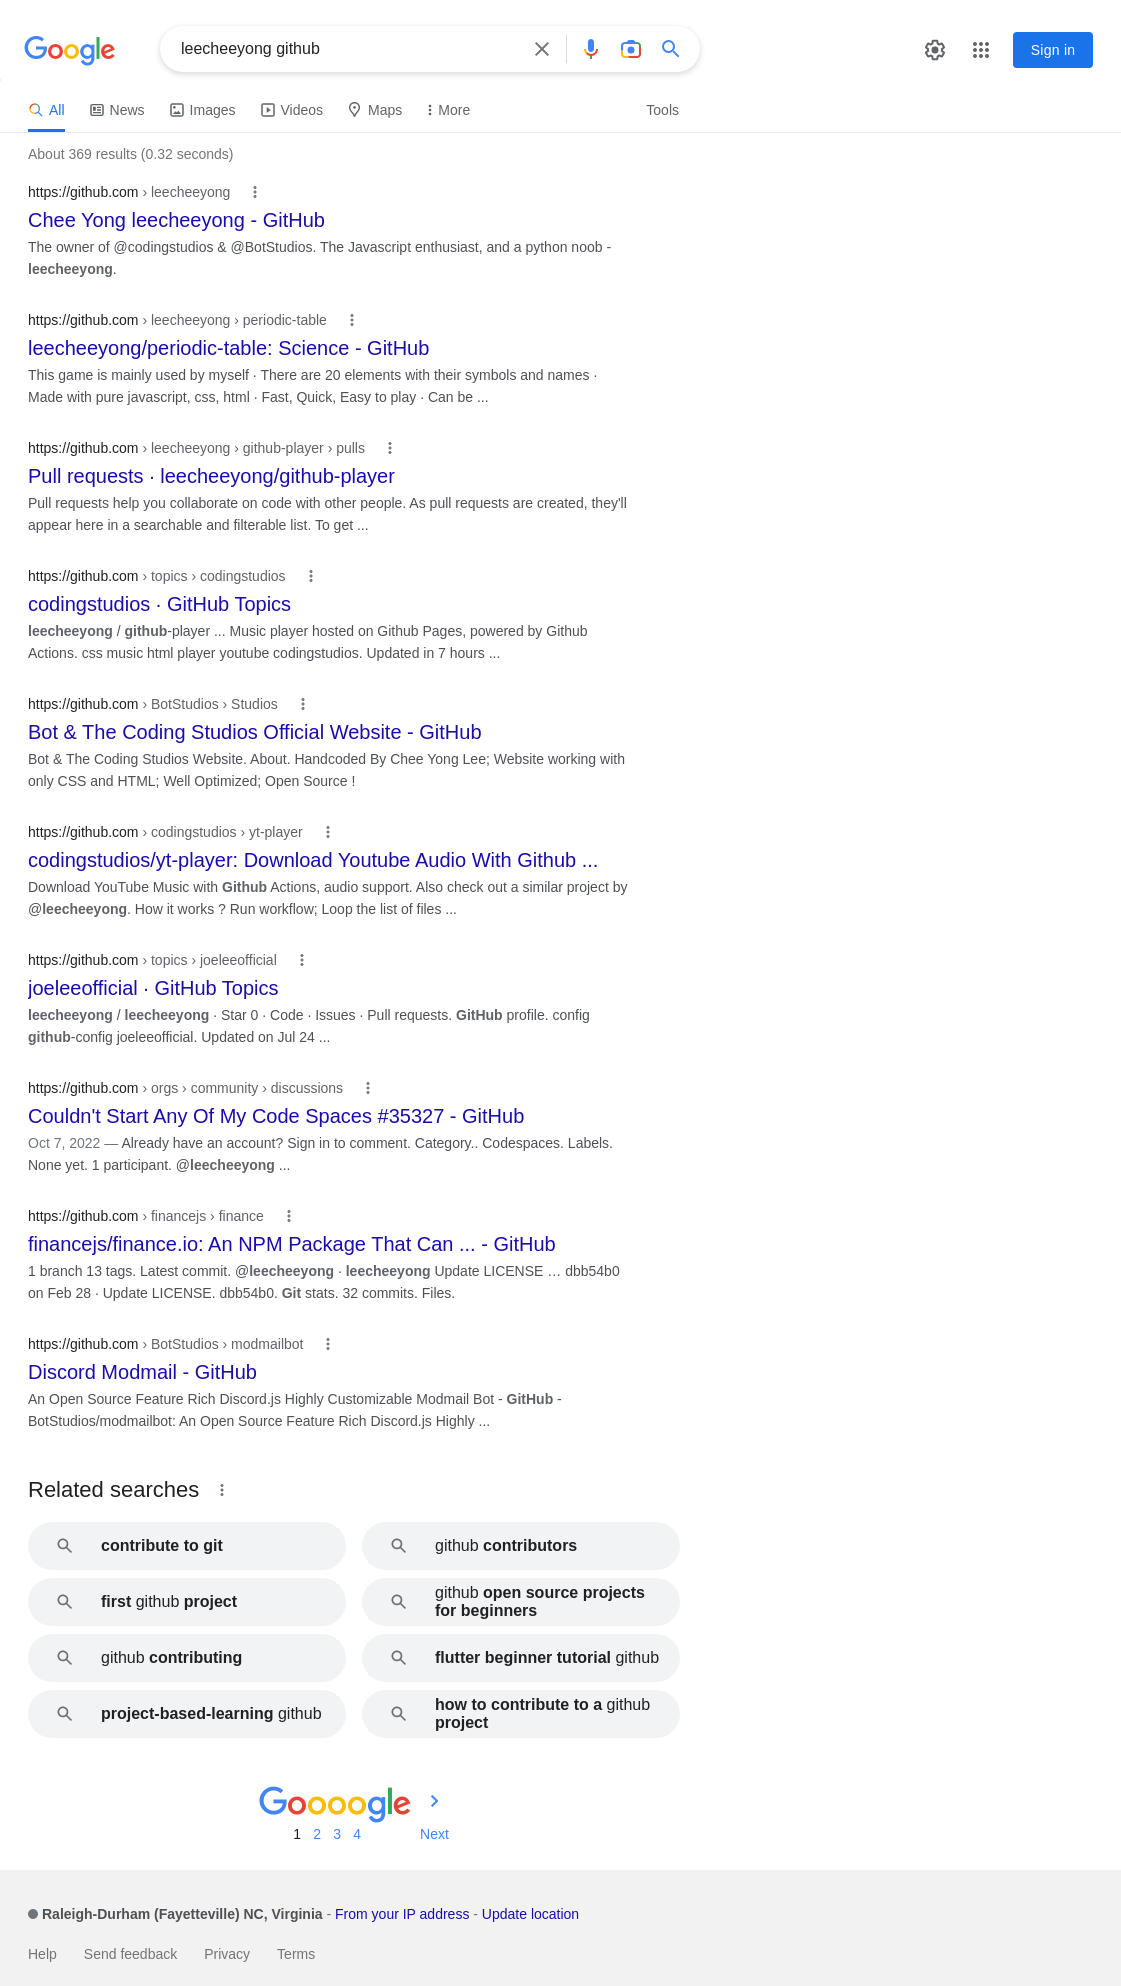 Google
leecheeyong github
Sign in
All
News
Images
Videos
Maps
More
Tools
About 369 results (0.32 seconds)
https://github.com › leecheeyong
Chee Yong leecheeyong - GitHub
The owner of @codingstudios & @BotStudios. The Javascript enthusiast, and a python noob -
leecheeyong.
https://github.com › leecheeyong › periodic-table
leecheeyong/periodic-table: Science - GitHub
This game is mainly used by myself · There are 20 elements with their symbols and names ·
Made with pure javascript, css, html · Fast, Quick, Easy to play · Can be ...
https://github.com › leecheeyong › github-player › pulls
Pull requests · leecheeyong/github-player
Pull requests help you collaborate on code with other people. As pull requests are created, they'll
appear here in a searchable and filterable list. To get ...
https://github.com › topics › codingstudios
codingstudios · GitHub Topics
leecheeyong / github-player ... Music player hosted on Github Pages, powered by Github
Actions. css music html player youtube codingstudios. Updated in 7 hours ...
https://github.com › BotStudios › Studios
Bot & The Coding Studios Official Website - GitHub
Bot & The Coding Studios Website. About. Handcoded By Chee Yong Lee; Website working with
only CSS and HTML; Well Optimized; Open Source !
https://github.com › codingstudios › yt-player
codingstudios/yt-player: Download Youtube Audio With Github ...
Download YouTube Music with Github Actions, audio support. Also check out a similar project by
@leecheeyong. How it works ? Run workflow; Loop the list of files ...
https://github.com › topics › joeleeofficial
joeleeofficial · GitHub Topics
leecheeyong / leecheeyong · Star 0 · Code · Issues · Pull requests. GitHub profile. config
github-config joeleeofficial. Updated on Jul 24 ...
https://github.com › orgs › community › discussions
Couldn't Start Any Of My Code Spaces #35327 - GitHub
Oct 7, 2022 — Already have an account? Sign in to comment. Category.. Codespaces. Labels.
None yet. 1 participant. @leecheeyong ...
https://github.com › financejs › finance
financejs/finance.io: An NPM Package That Can ... - GitHub
1 branch 13 tags. Latest commit. @leecheeyong · leecheeyong Update LICENSE … dbb54b0
on Feb 28 · Update LICENSE. dbb54b0. Git stats. 32 commits. Files.
https://github.com › BotStudios › modmailbot
Discord Modmail - GitHub
An Open Source Feature Rich Discord.js Highly Customizable Modmail Bot - GitHub -
BotStudios/modmailbot: An Open Source Feature Rich Discord.js Highly ...
Related searches
contribute to git
github contributors
first github project
github open source projects
for beginners
github contributing
flutter beginner tutorial github
project-based-learning github
how to contribute to a github
project
Goooogle
1 2 3 4 Next
Raleigh-Durham (Fayetteville) NC, Virginia - From your IP address - Update location
Help Send feedback Privacy Terms